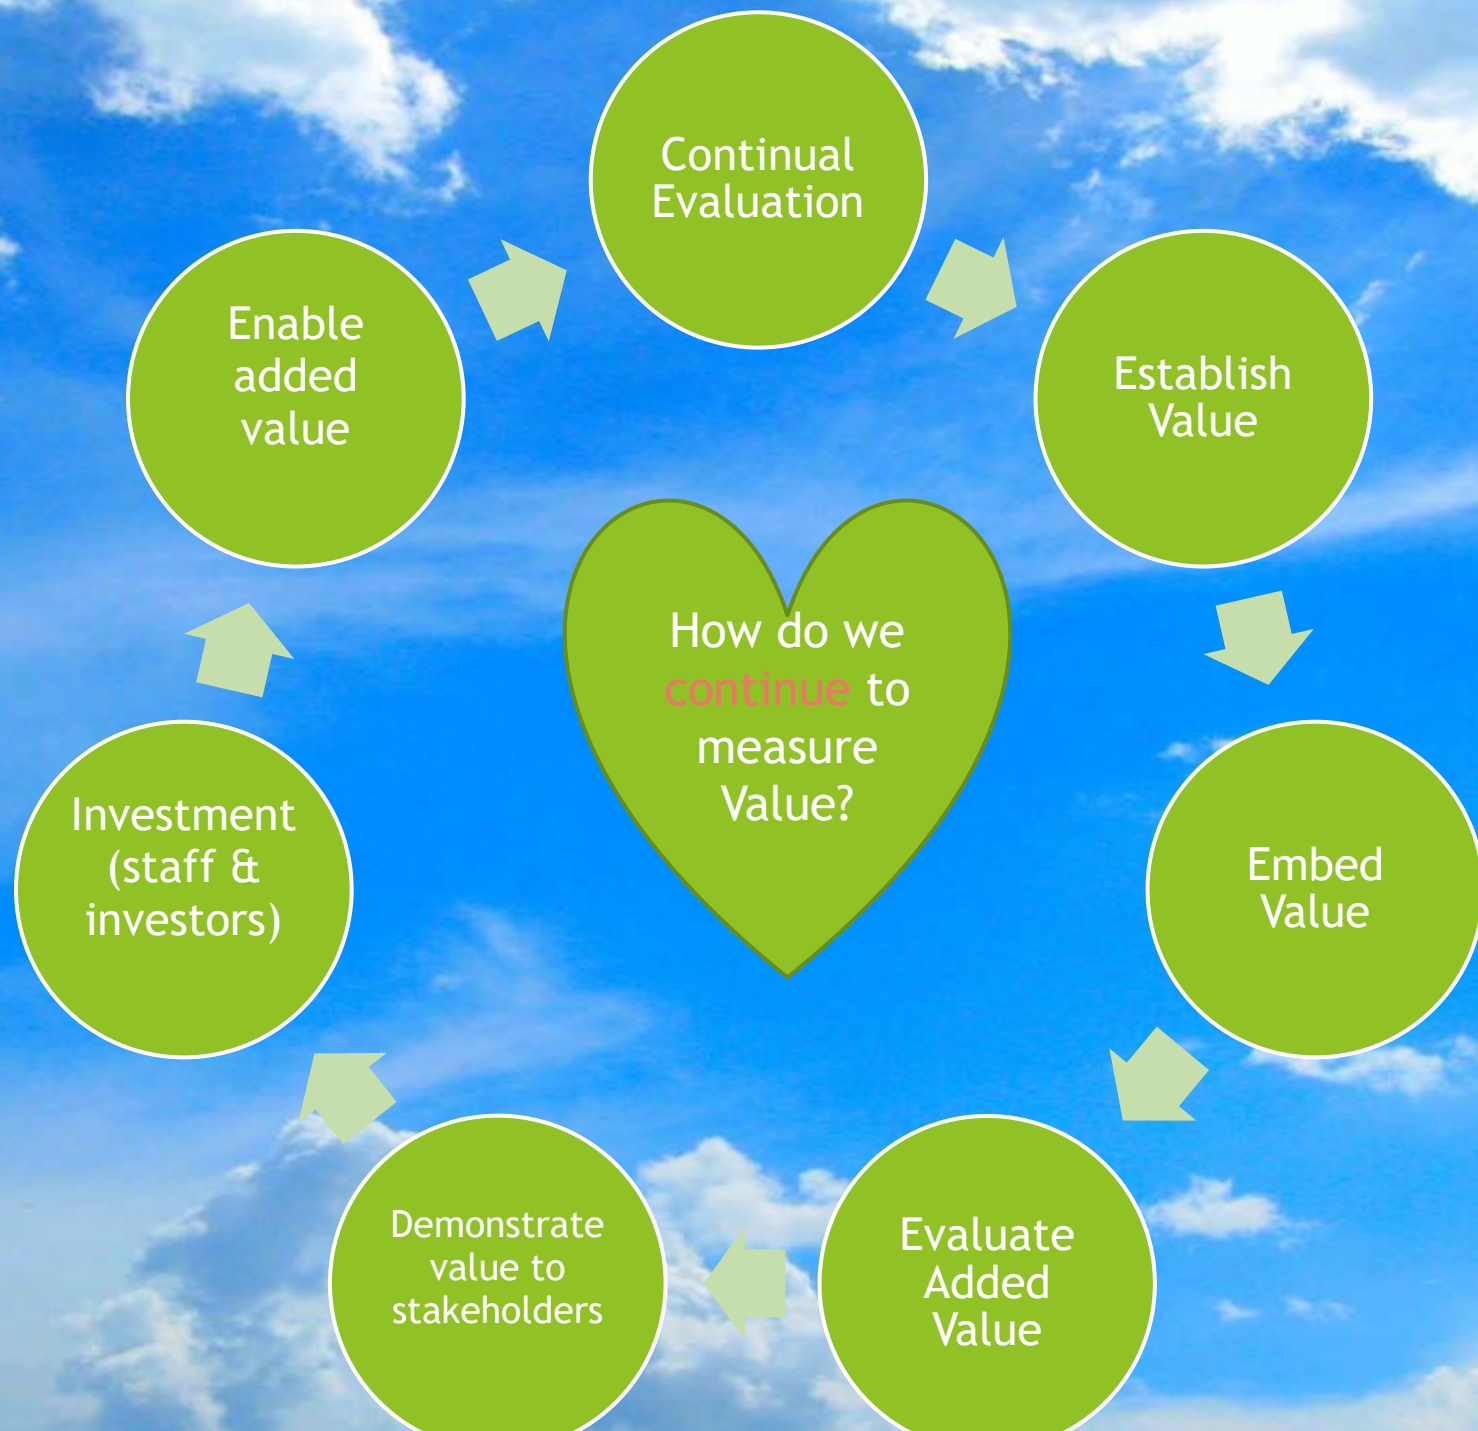 Continual
Evaluation
Establish
Value
Embed
Value
Evaluate
Added
Value
Demonstrate
value to
stakeholders
Investment
(staff &
investors)
Enable
added
value
How do we
continue to
measure
Value?